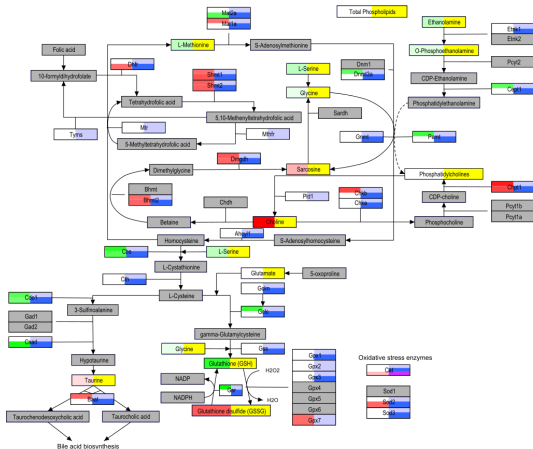 Mat2a
Mat1a
Total Phospholipids
Ethanolamine
Etnk1
Etnk2
Folic acid
L-Methionine
S-Adenosylmethionine
O-Phosphoethanolamine
Dhfr
Dnm1
Dnmt3a
Pcyt2
10-formyldihydrofolate
Shmt1
Shmt2
L-Serine
CDP-Ethanolamine
Glycine
Cept1
Tetrahydrofolic acid
Phosphatidylethanolamine
5,10-Methenyltetrahydrofolic acid
Sardh
Tyms
Mtr
Mthfr
Gnmt
Pemt
5-Methyltetrahydrofolic acid
Dmgdh
Dimethylglycine
Sarcosine
Phosphatidylcholines
Bhmt
Bhmt2
Pld1
Chkb
Chka
Chpt1
CDP-choline
Chdh
Pcyt1b
Pcyt1a
Betaine
Choline
Phosphocholine
Ahcyl1
Homocysteine
S-Adenosylhomocysteine
Cbs
L-Serine
L-Cystathionine
Glutamate
5-oxoproline
Cth
Gclm
Gclc
L-Cysteine
Cdo1
3-Sulfinoalanine
Gad1
Gad2
gamma-Glutamylcysteine
Csad
Glycine
Gss
Gpx1
Gpx2
Gpx3
Gpx4
Gpx5
Gpx6
Gpx7
Oxidative stress enzymes
Cat
Hypotaurine
Glutathione (GSH)
H2O2
Taurine
NADP
NADPH
Gsr
Sod1
Sod2
Sod3
Baat
H2O
Taurochenodesoxycholic acid
Taurocholic acid
Glutathione disulfide (GSSG)
Bile acid biosynthesis